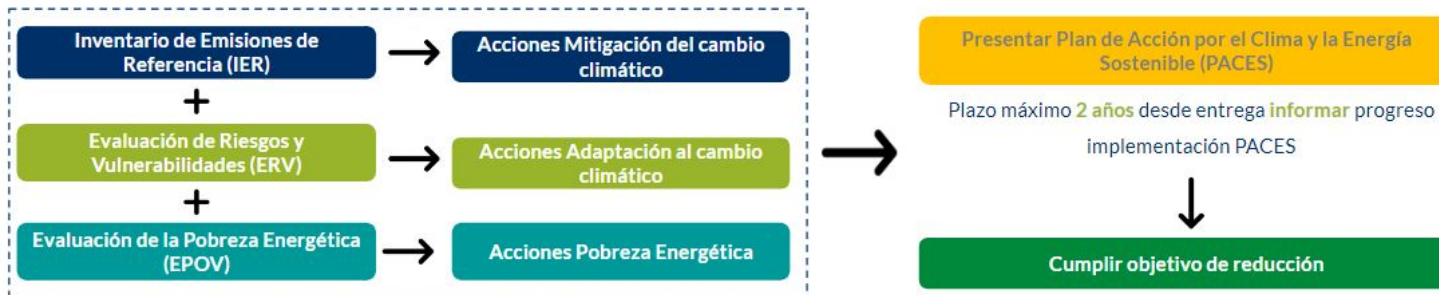 Inventario de Emisiones de
Referencia (IER)
Acciones Mitigación del cambio
climático
+
Evaluación de Riesgos y
Vulnerabilidades (ERV)
Acciones Adaptación al cambio
climático
+
Evaluación de la Pobreza Energética
(EPOV)
Acciones Pobreza Energética
Presentar Plan de Acción por el Clima y la Energía
Sostenible (PACES)
Plazo máximo 2 años desde entrega informar progreso
implementación PACES
Cumplir objetivo de reducción